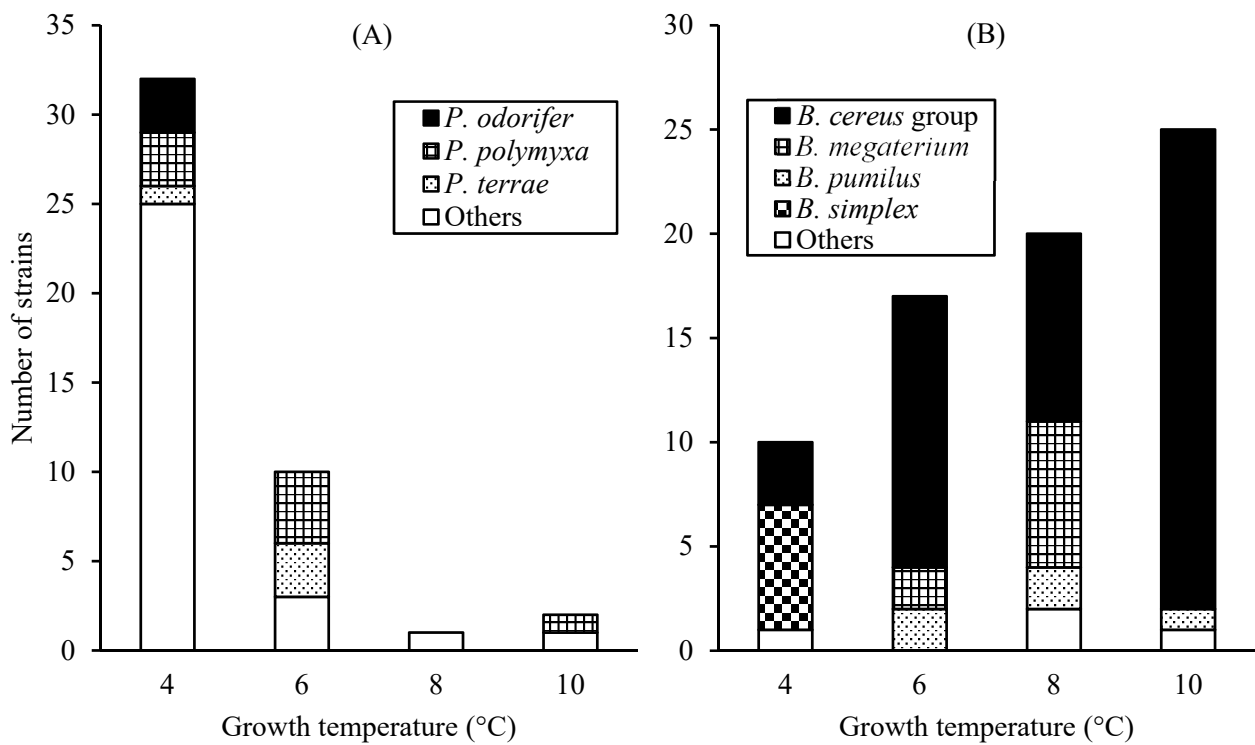 (A)
35
30
25
20
15
10
5
0
Number of strains
P. odorifer
P. polymyxa
P. terrae
Others
4 6 8 10
Growth temperature (°C)
(B)
30
25
20
15
10
5
0
B. cereus group
B. megaterium
B. pumilus
B. simplex
Others
4 6 8 10
Growth temperature (°C)